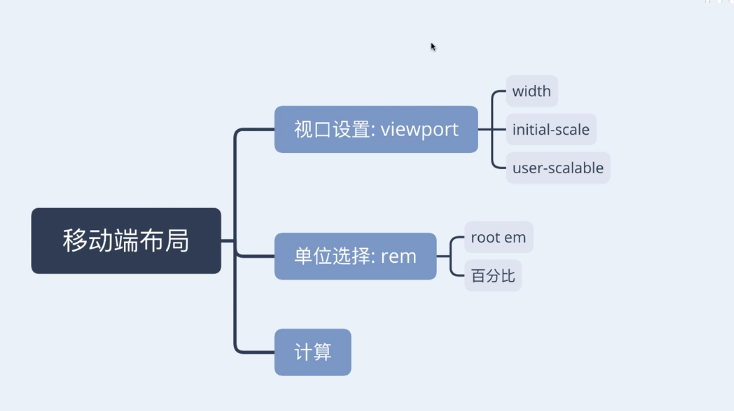 移动端布局
视口设置: viewport
width
initial-scale
user-scalable
单位选择: rem
root em
百分比
计算